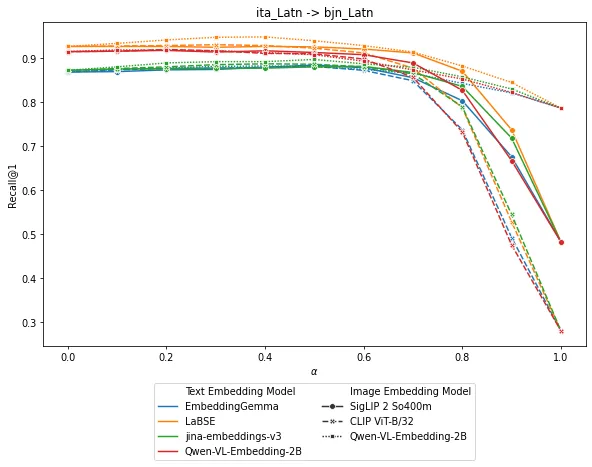 ita_Latn -> bjn_Latn
Recall@1
0.9
0.8
0.7
0.6
0.5
0.4
0.3
0.0 0.2 0.4 0.6 0.8 1.0
α
Text Embedding Model Image Embedding Model
EmbeddingGemma SigLIP 2 So400m
LaBSE CLIP ViT-B/32
jina-embeddings-v3 Qwen-VL-Embedding-2B
Qwen-VL-Embedding-2B